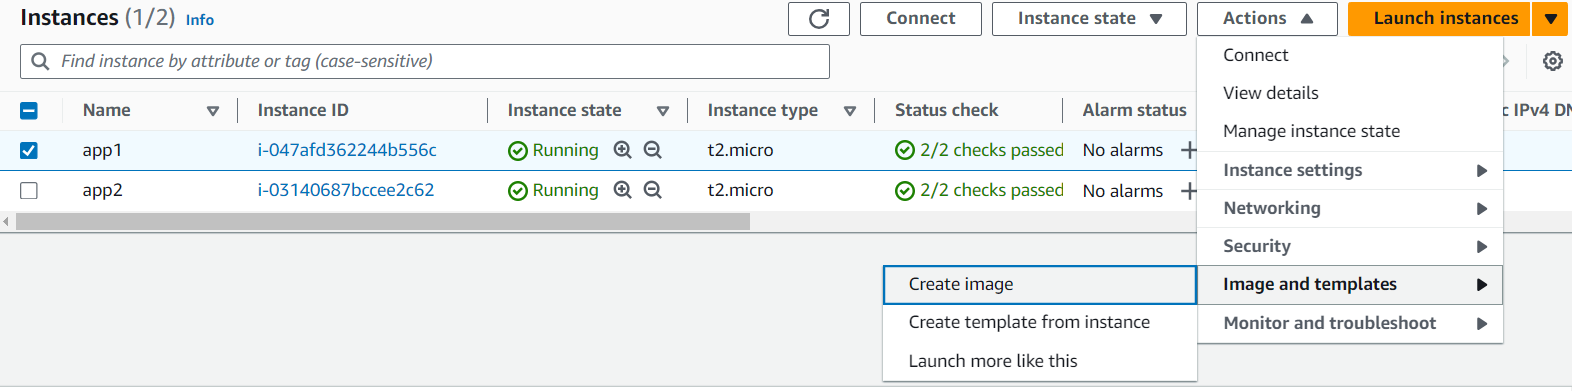 Instances (1/2) Info
Connect
Instance state
Actions
Launch instances
Find instance by attribute or tag (case-sensitive)
Connect
View details
Name Instance ID Instance state Instance type Status check Alarm status IPv4 DN
Manage instance state
app1 i-047afd362244b556c Running t2.micro 2/2 checks passed No alarms
Instance settings
app2 i-03140687bccee2c62 Running t2.micro 2/2 checks passed No alarms
Networking
Security
Image and templates
Monitor and troubleshoot
Create image
Create template from instance
Launch more like this